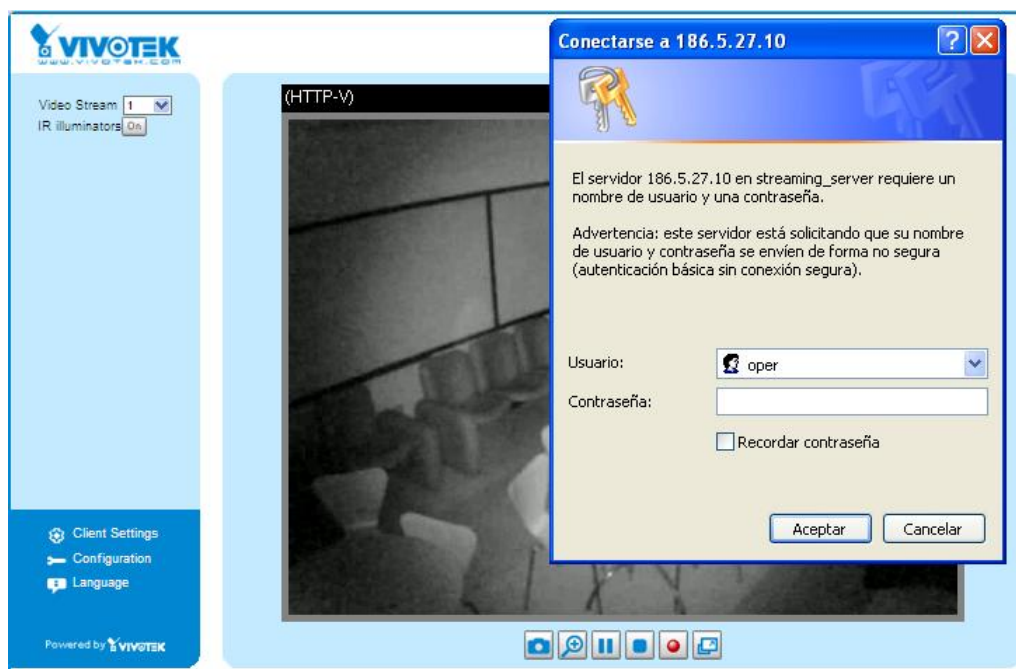 VIVOTEK
www.vivotek.com
Video Stream 1
IR illuminators On
(HTTP-V)
Conectarse a 186.5.27.10
El servidor 186.5.27.10 en streaming_server requiere un
nombre de usuario y una contraseña.
Advertencia: este servidor está solicitando que su nombre
de usuario y contraseña se envíen de forma no segura
(autenticación básica sin conexión segura).
Usuario: oper
Contraseña:
Recordar contraseña
Aceptar Cancelar
Client Settings
Configuration
Language
Powered by VIVOTEK